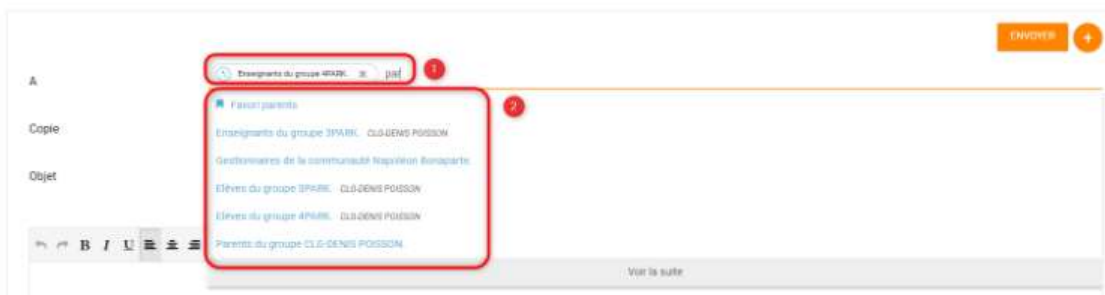 ENVOYER +
A Enseignants du groupe 4PARK. x par 1
2
Favori parents
Copie
Enseignants du groupe 3PARK. CLG-DENIS POISSON
Gestionnaires de la communauté Napoléon Bonaparte.
Objet
Elèves du groupe 3PARK. CLG-DENIS POISSON
Elèves du groupe 4PARK. CLG-DENIS POISSON
B I U
Parents du groupe CLG-DENIS POISSON.
Voir la suite